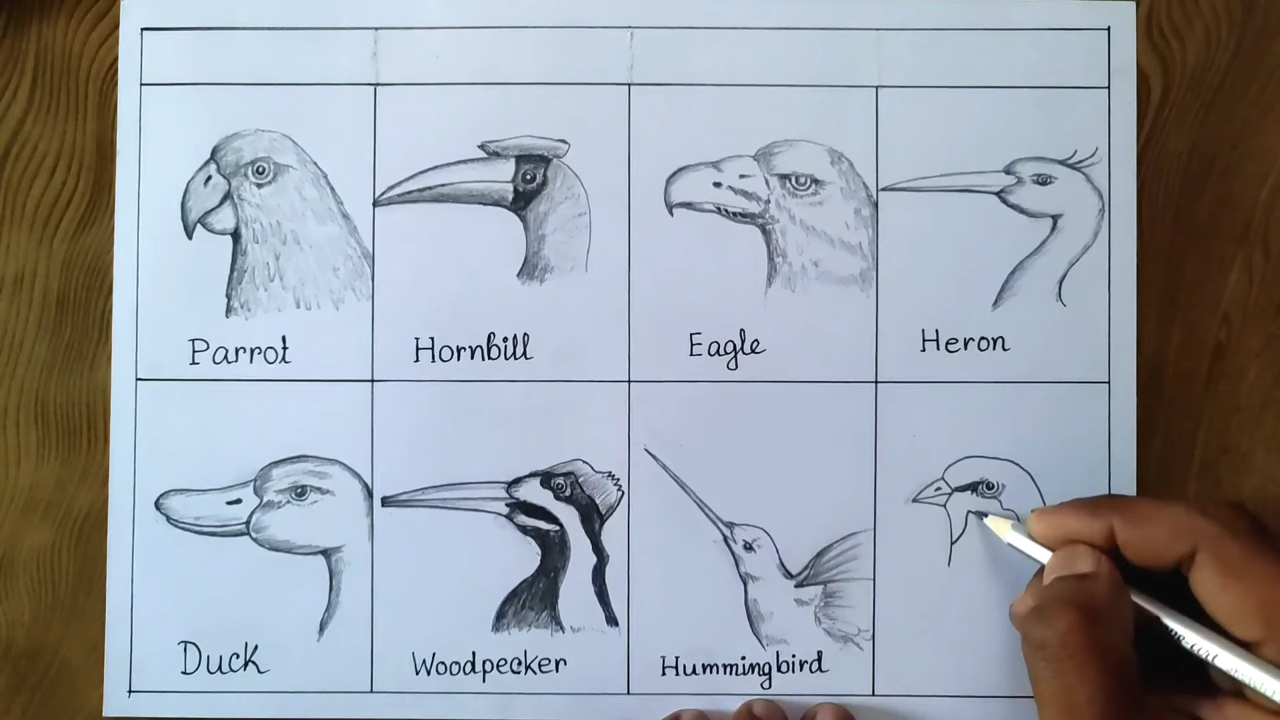 Parrot
Hornbill
Eagle
Heron
Duck
Woodpecker
Hummingbird